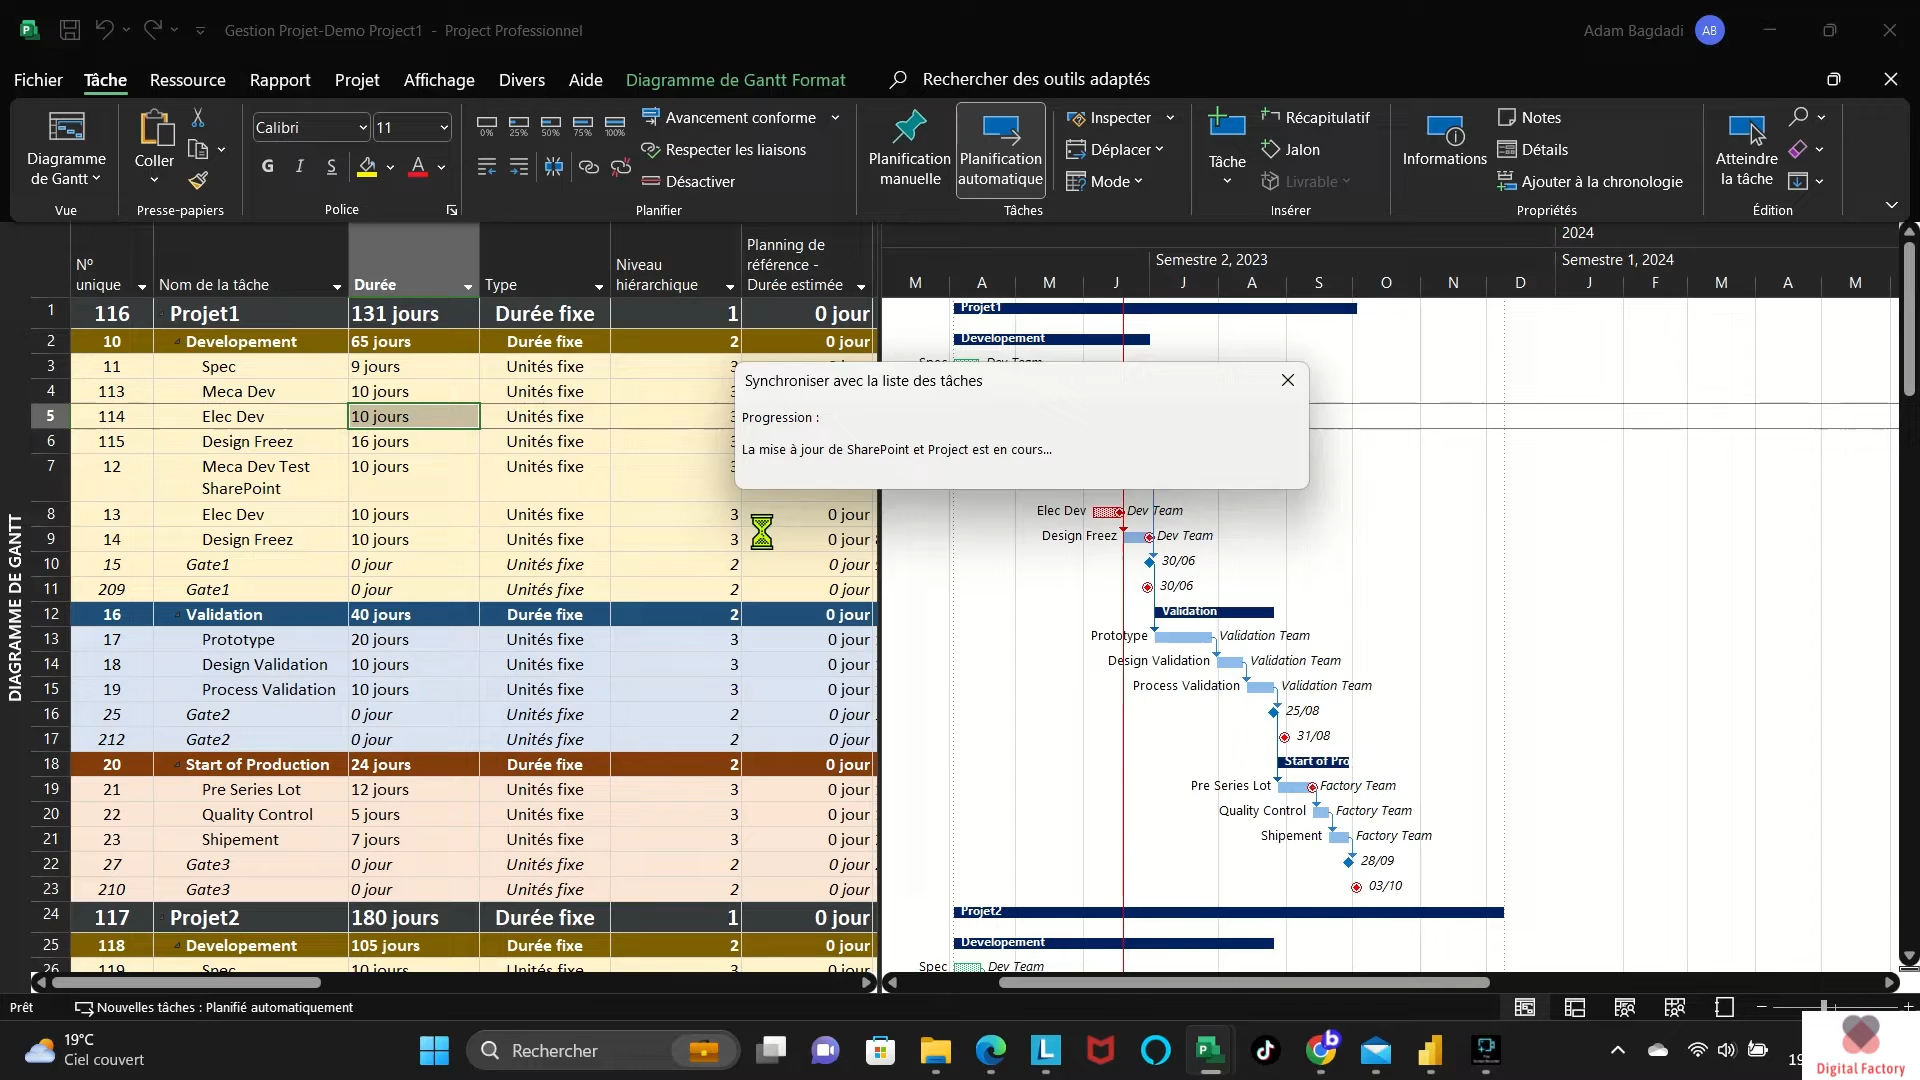 Gestion Projet-Demo Project1 - Project Professionnel
Adam Bagdadi AB
Fichier Tâche Ressource Rapport Projet Affichage Divers Aide Diagramme de Gantt Format Rechercher des outils adaptés
Diagramme de Gantt
Vue
Coller
Presse-papiers
Calibri 11
G I S A
Police
0% 25% 50% 75% 100%
Avancement conforme
Respecter les liaisons
Désactiver
Planifier
Planification manuelle
Planification automatique
Inspecter
Déplacer
Mode
Tâches
Tâche
Récapitulatif
Jalon
Livrable
Insérer
Informations
Notes
Détails
Ajouter à la chronologie
Propriétés
Atteindre la tâche
Édition
DIAGRAMME DE GANTT
Nº unique Nom de la tâche Durée Type Niveau hiérarchique Planning de référence - Durée estimée
1 116 Projet1 131 jours Durée fixe 1 0 jour
2 10 Developement 65 jours Durée fixe 2 0 jour
3 11 Spec 9 jours Unités fixe
4 113 Meca Dev 10 jours Unités fixe
5 114 Elec Dev 10 jours Unités fixe
6 115 Design Freez 16 jours Unités fixe
7 12 Meca Dev Test SharePoint 10 jours Unités fixe
8 13 Elec Dev 10 jours Unités fixe 3 0 jour
9 14 Design Freez 10 jours Unités fixe 3 0 jour
10 15 Gate1 0 jour Unités fixe 2 0 jour
11 209 Gate1 0 jour Unités fixe 2 0 jour
12 16 Validation 40 jours Durée fixe 2 0 jour
13 17 Prototype 20 jours Unités fixe 3 0 jour
14 18 Design Validation 10 jours Unités fixe 3 0 jour
15 19 Process Validation 10 jours Unités fixe 3 0 jour
16 25 Gate2 0 jour Unités fixe 2 0 jour
17 212 Gate2 0 jour Unités fixe 2 0 jour
18 20 Start of Production 24 jours Durée fixe 2 0 jour
19 21 Pre Series Lot 12 jours Unités fixe 3 0 jour
20 22 Quality Control 5 jours Unités fixe 3 0 jour
21 23 Shipement 7 jours Unités fixe 3 0 jour
22 27 Gate3 0 jour Unités fixe 2 0 jour
23 210 Gate3 0 jour Unités fixe 2 0 jour
24 117 Projet2 180 jours Durée fixe 1 0 jour
25 118 Developement 105 jours Durée fixe 2 0 jour
26 119 Spec 10 jours Unités fixe 3 0 jour
2024
Semestre 2, 2023 Semestre 1, 2024
M A M J J A S O N D J F M A M
Projet1
Developement
Spec Dev Team
Synchroniser avec la liste des tâches
Progression :
La mise à jour de SharePoint et Project est en cours...
Elec Dev Dev Team
Design Freez Dev Team
30/06
30/06
Validation
Prototype Validation Team
Design Validation Validation Team
Process Validation Validation Team
25/08
31/08
Start of Pro
Pre Series Lot Factory Team
Quality Control Factory Team
Shipement Factory Team
28/09
03/10
Projet2
Developement
Spec Dev Team
Prêt Nouvelles tâches : Planifié automatiquement
19°C
Ciel couvert
Rechercher
Digital Factory